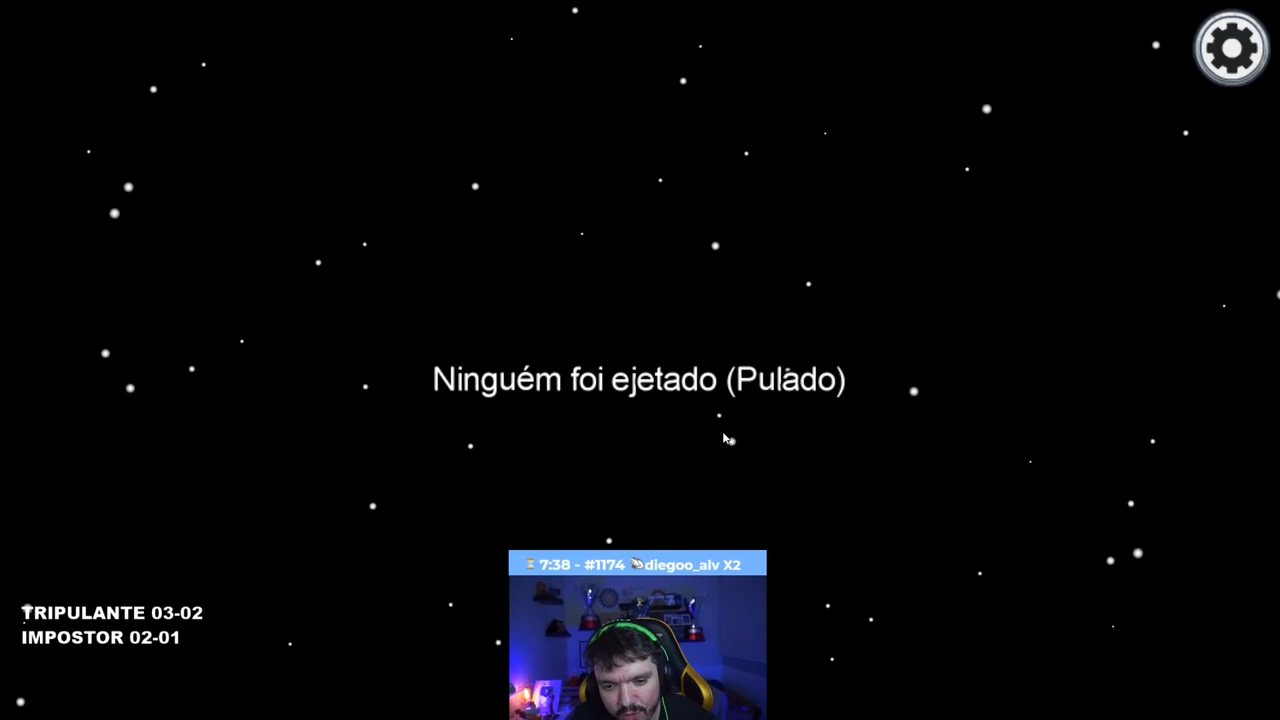 Ninguém foi ejetado (Pulado)
7:38 - #1174 diegoo_alv X2
TRIPULANTE 03-02
IMPOSTOR 02-01